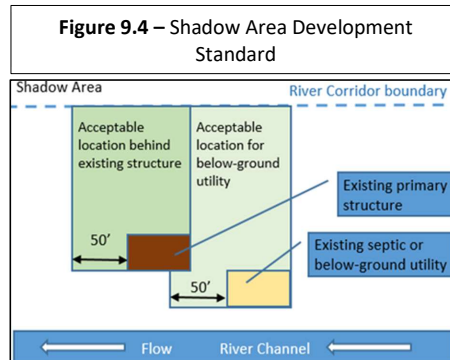 Figure 9.4 – Shadow Area Development
Standard
Shadow Area
River Corridor boundary
Acceptable
location behind
existing structure
Acceptable
location for
below-ground
utility
Existing primary
structure
50’
Existing septic or
below-ground utility
50’
Flow
River Channel